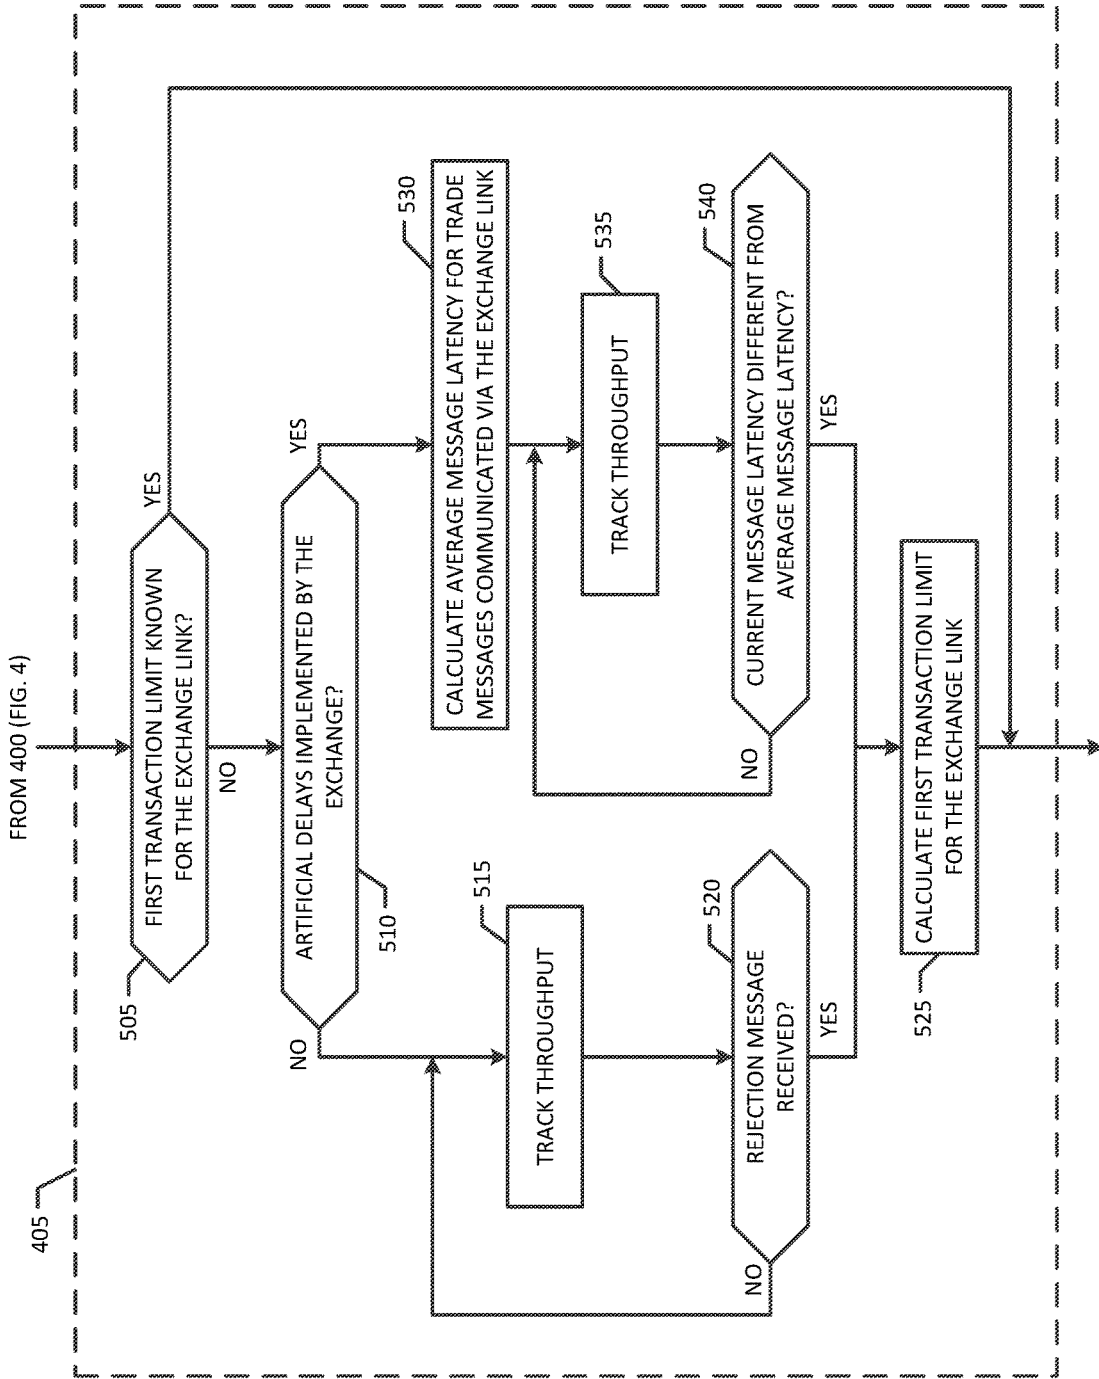 FROM 400 (FIG. 4)
405
505
FIRST TRANSACTION LIMIT KNOWN
FOR THE EXCHANGE LINK?
YES
NO
510
ARTIFICIAL DELAYS IMPLEMENTED BY THE
EXCHANGE?
NO
YES
515
TRACK THROUGHPUT
520
REJECTION MESSAGE
RECEIVED?
NO
YES
530
CALCULATE AVERAGE MESSAGE LATENCY FOR TRADE
MESSAGES COMMUNICATED VIA THE EXCHANGE LINK
535
TRACK THROUGHPUT
540
CURRENT MESSAGE LATENCY DIFFERENT FROM
AVERAGE MESSAGE LATENCY?
NO
YES
525
CALCULATE FIRST TRANSACTION LIMIT
FOR THE EXCHANGE LINK